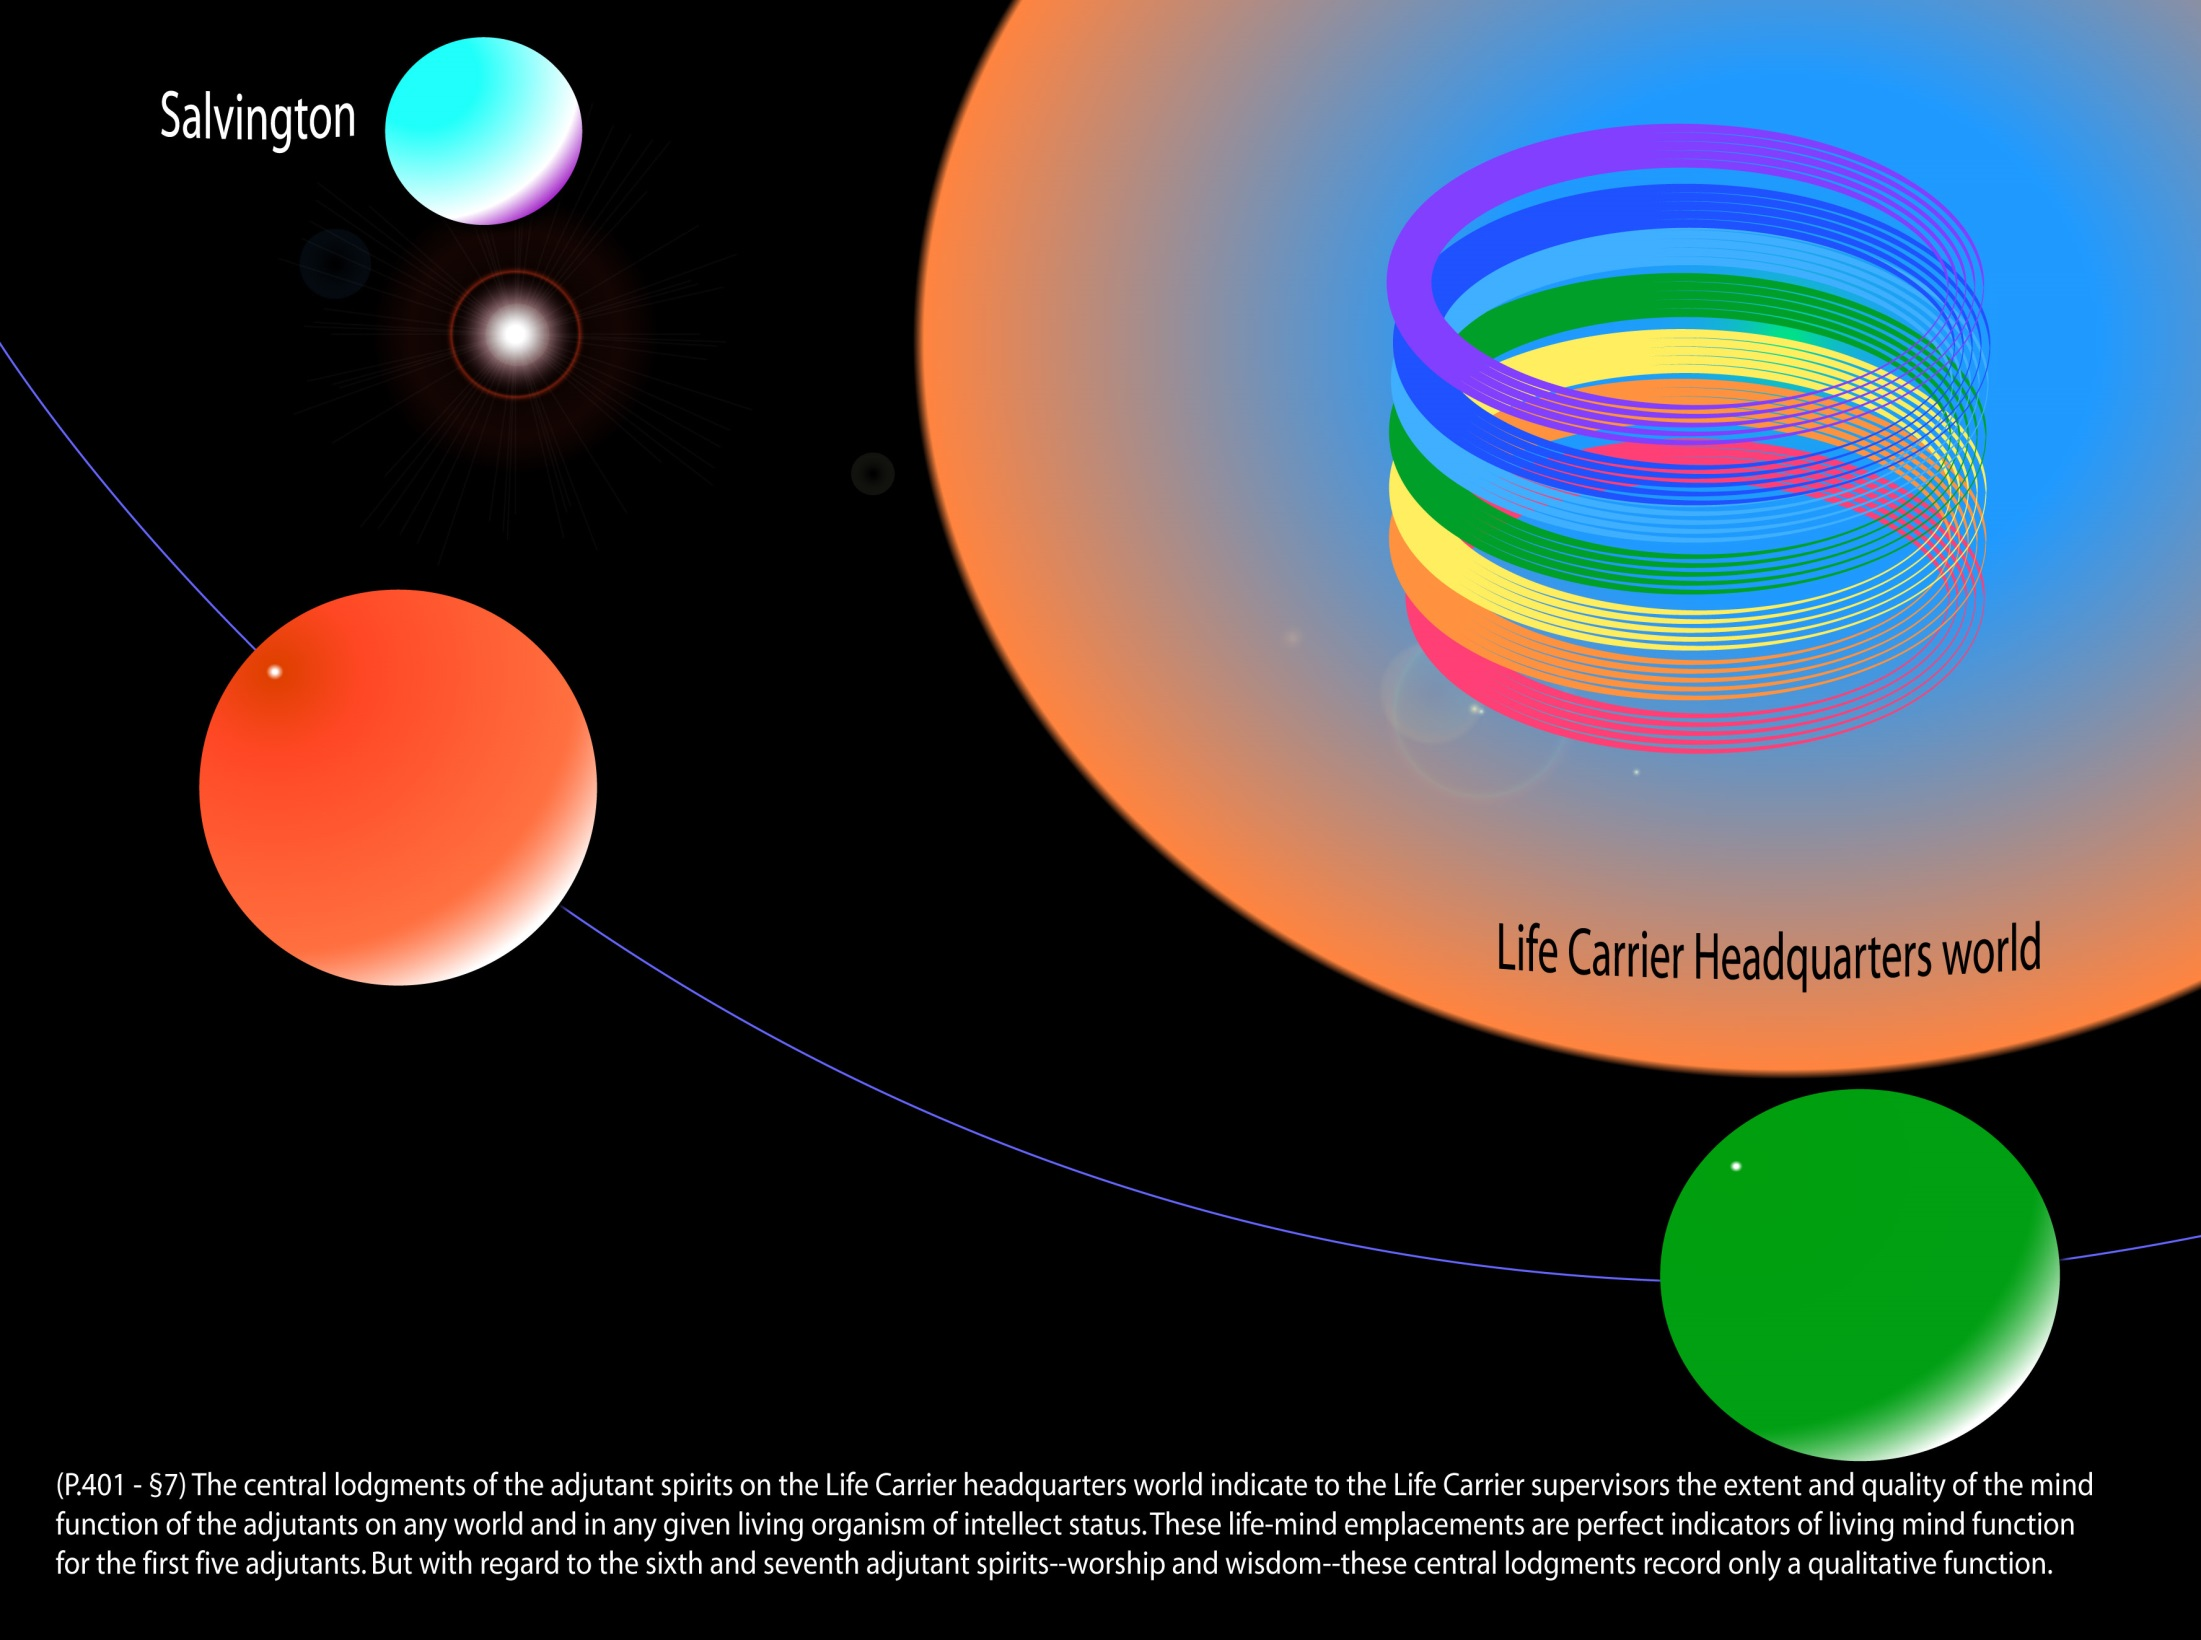 Salvington
Life Carrier Headquarters world
(P.401 - §7) The central lodgments of the adjutant spirits on the Life Carrier headquarters world indicate to the Life Carrier supervisors the extent and quality of the mind
function of the adjutants on any world and in any given living organism of intellect status. These life-mind emplacements are perfect indicators of living mind function
for the first five adjutants. But with regard to the sixth and seventh adjutant spirits--worship and wisdom--these central lodgments record only a qualitative function.